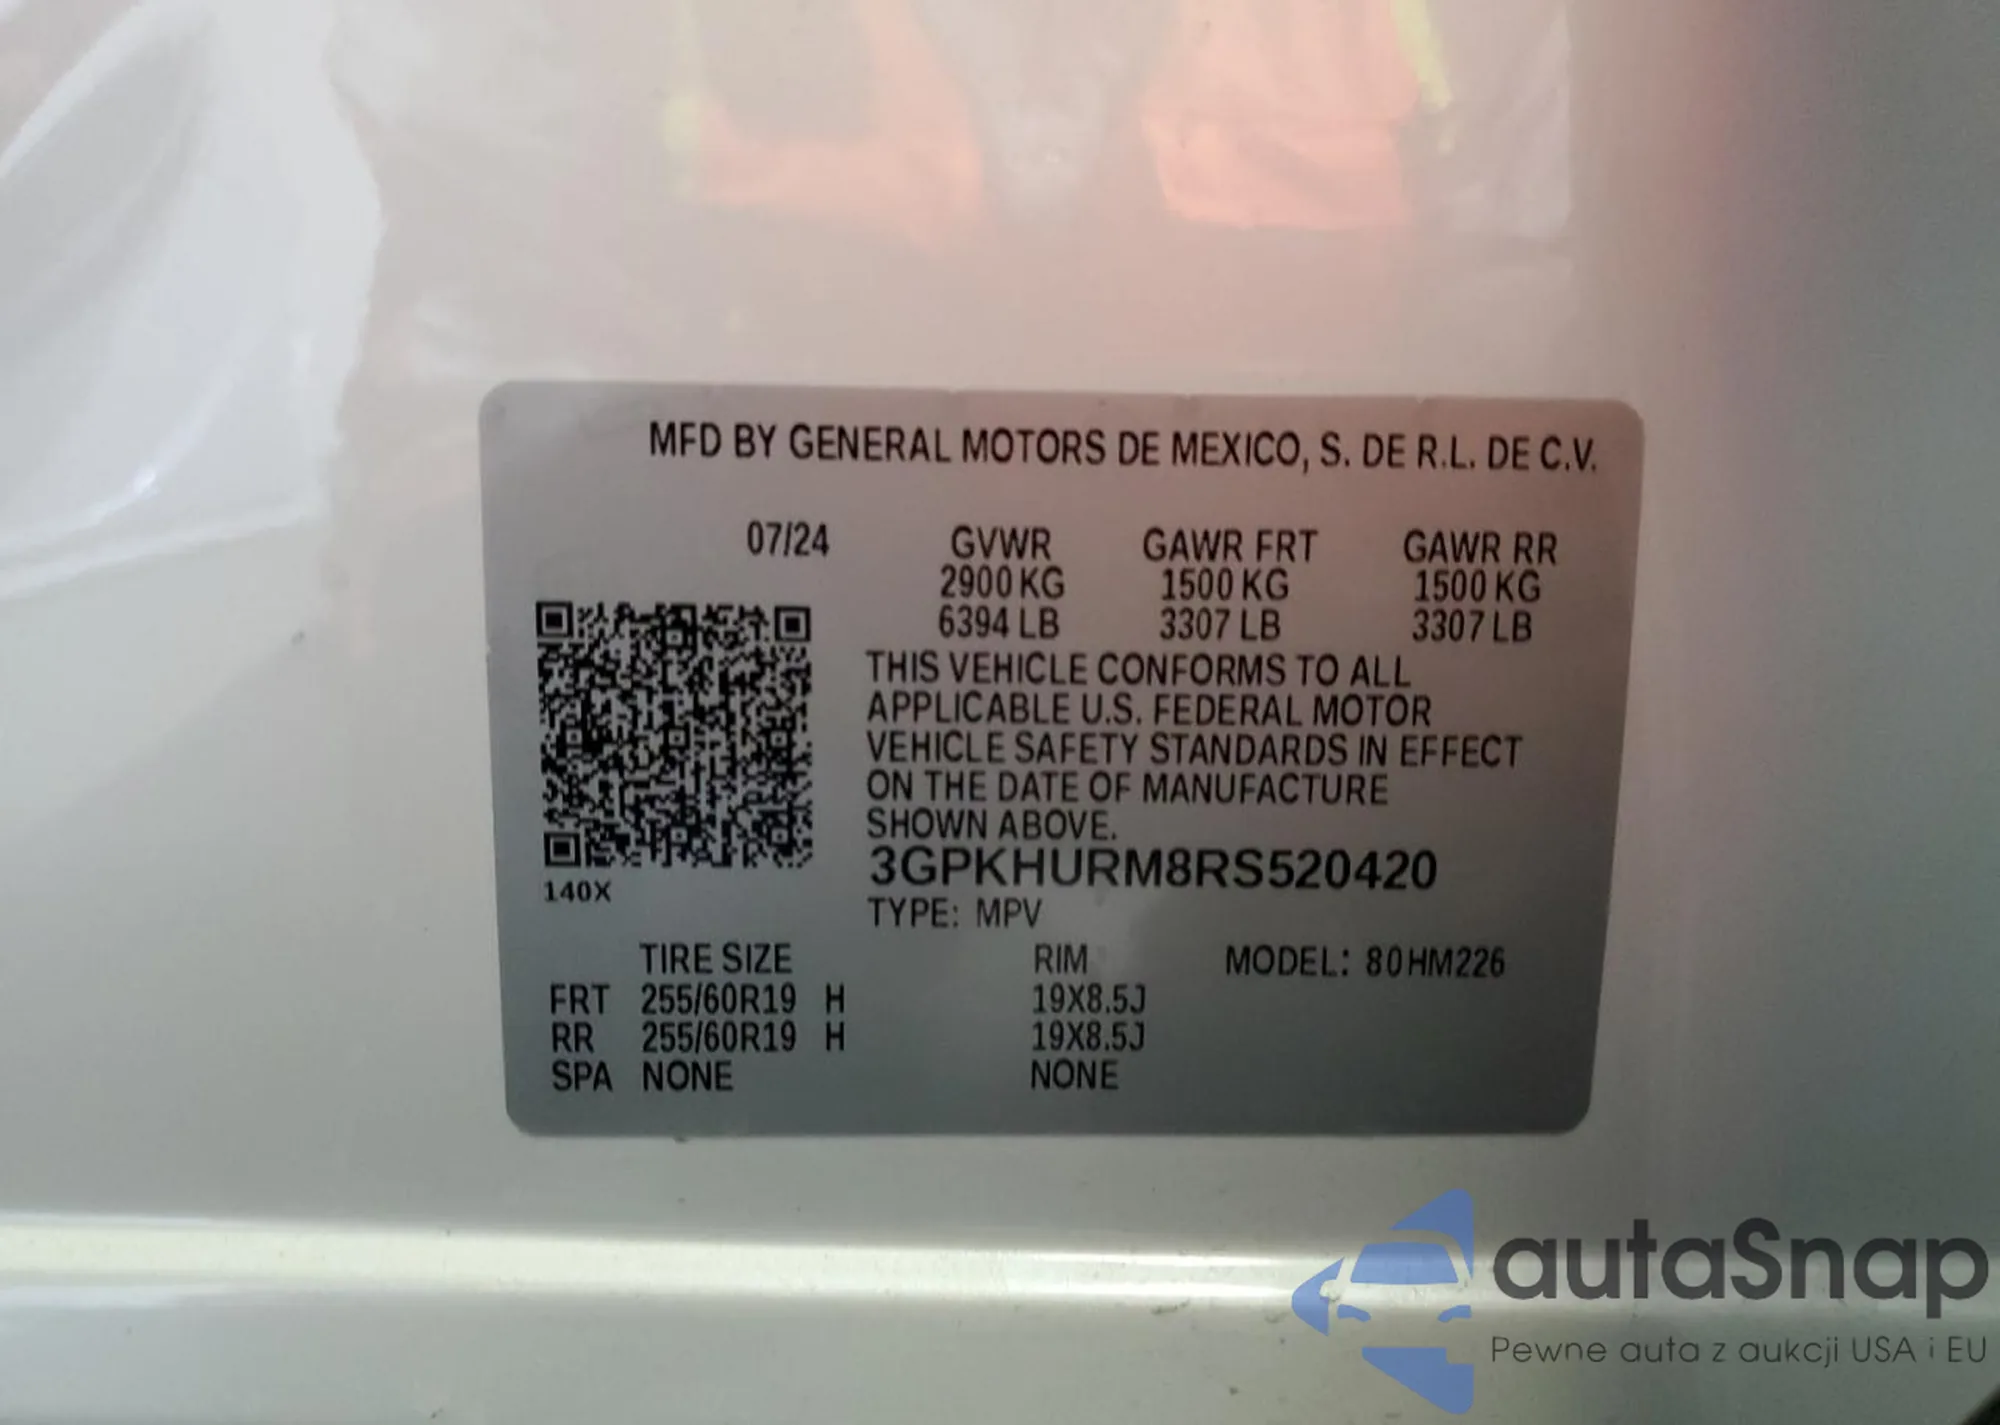 MFD BY GENERAL MOTORS DE MEXICO, S. DE R.L. DE C.V.
07/24 GVWR GAWR FRT GAWR RR
2900 KG 1500 KG 1500 KG
6394 LB 3307 LB 3307 LB
THIS VEHICLE CONFORMS TO ALL
APPLICABLE U.S. FEDERAL MOTOR
VEHICLE SAFETY STANDARDS IN EFFECT
ON THE DATE OF MANUFACTURE
SHOWN ABOVE.
3GPKHURM8RS520420
140X
TYPE: MPV
TIRE SIZE RIM MODEL: 80HM226
FRT 255/60R19 H 19X8.5J
RR 255/60R19 H 19X8.5J
SPA NONE NONE
autaSnap
Pewne auta z aukcji USA i EU